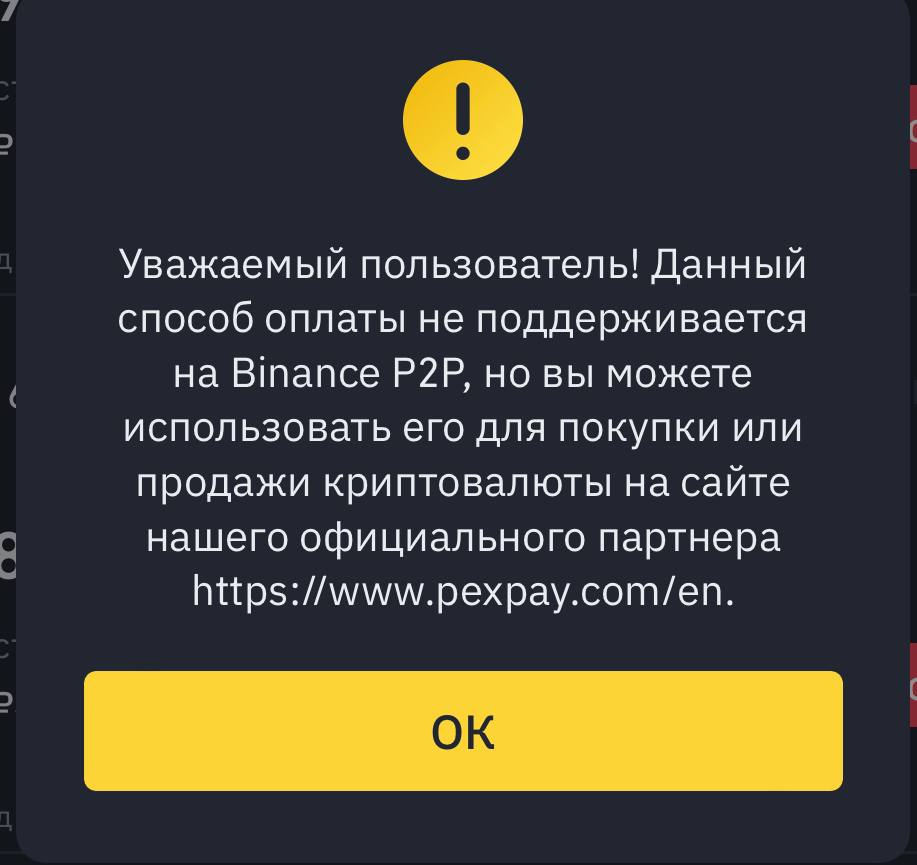 Уважаемый пользователь! Данный
способ оплаты не поддерживается
на Binance P2P, но вы можете
использовать его для покупки или
продажи криптовалюты на сайте
нашего официального партнера
https://www.pexpay.com/en.
ОК